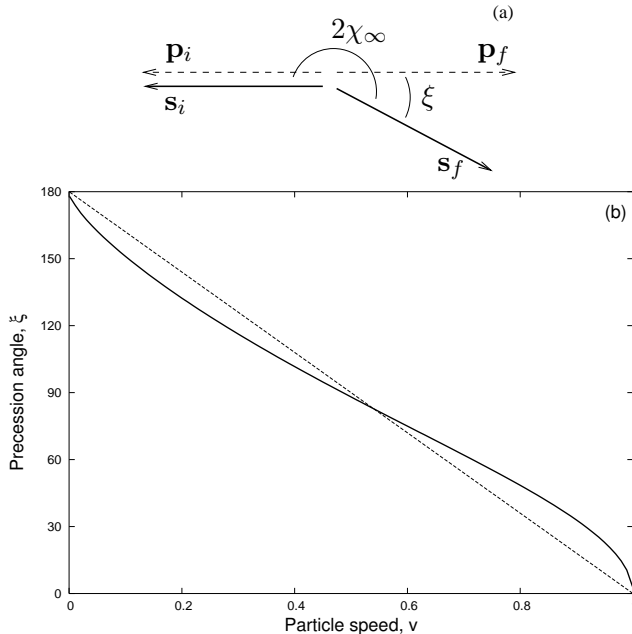 (a)
2χ∞
p_i
p_f
s_i
ξ
s_f
(b)
180
150
120
90
60
30
0
0
0.2
0.4
0.6
0.8
Precession angle, ξ
Particle speed, v